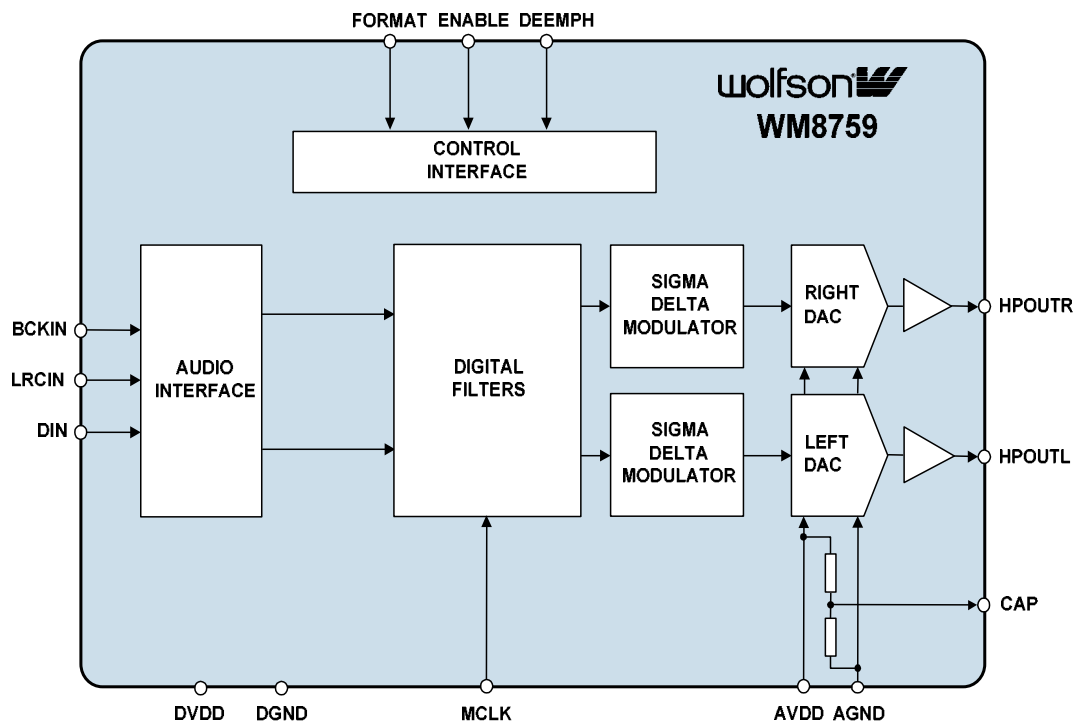 FORMAT ENABLE DEEMPH
wolfson
WM8759
CONTROL
INTERFACE
BCKIN
LRCIN
DIN
AUDIO
INTERFACE
DIGITAL
FILTERS
SIGMA
DELTA
MODULATOR
RIGHT
DAC
HPOUTR
SIGMA
DELTA
MODULATOR
LEFT
DAC
HPOUTL
CAP
DVDD DGND MCLK AVDD AGND